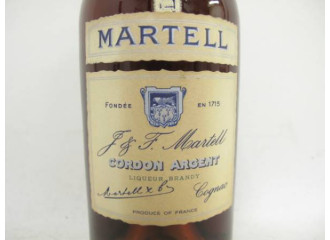 MARTELL
FONDÉE EN 1715
J & F. Martell
CORDON ARGENT
LIQUEUR BRANDY
Martell & Co
Cognac
PRODUCE OF FRANCE